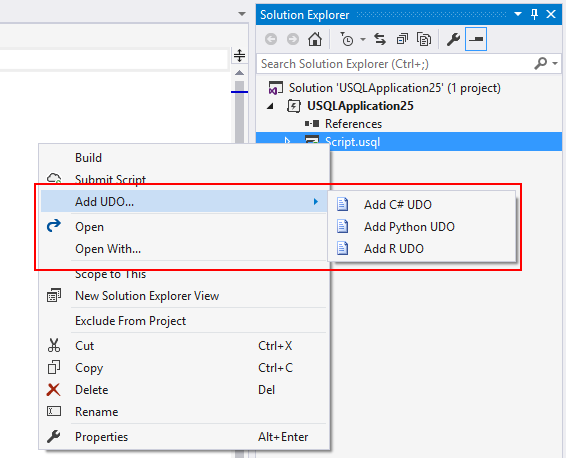 Solution Explorer
Search Solution Explorer (Ctrl+;)
Solution 'USQLApplication25' (1 project)
USQLApplication25
References
Script.usql
Build
Submit Script
Add UDO...
Add C# UDO
Add Python UDO
Add R UDO
Open
Open With...
Scope to This
New Solution Explorer View
Exclude From Project
Cut Ctrl+X
Copy Ctrl+C
Delete Del
Rename
Properties Alt+Enter